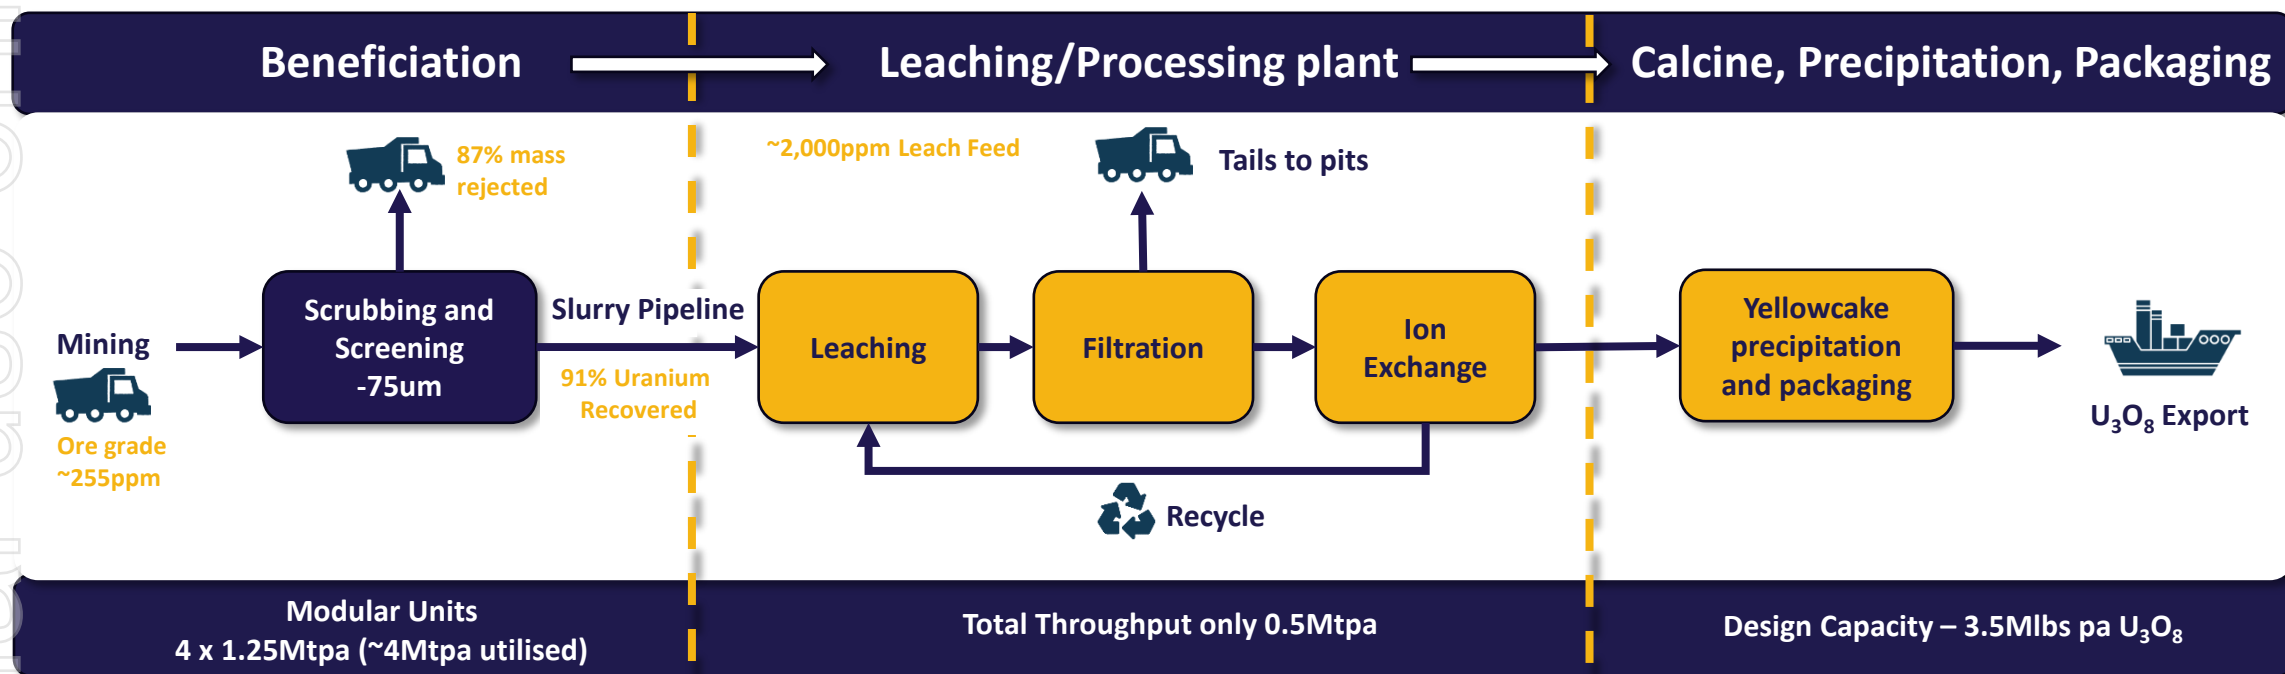 Beneficiation
Leaching/Processing plant
Calcine, Precipitation, Packaging
87% mass
rejected
~2,000ppm Leach Feed
Tails to pits
Mining
Ore grade
~255ppm
Scrubbing and
Screening
-75um
Slurry Pipeline
91% Uranium
Recovered
Leaching
Filtration
Ion
Exchange
Recycle
Yellowcake
precipitation
and packaging
U₃O₈ Export
Modular Units
4 x 1.25Mtpa (~4Mtpa utilised)
Total Throughput only 0.5Mtpa
Design Capacity – 3.5Mlbs pa U₃O₈